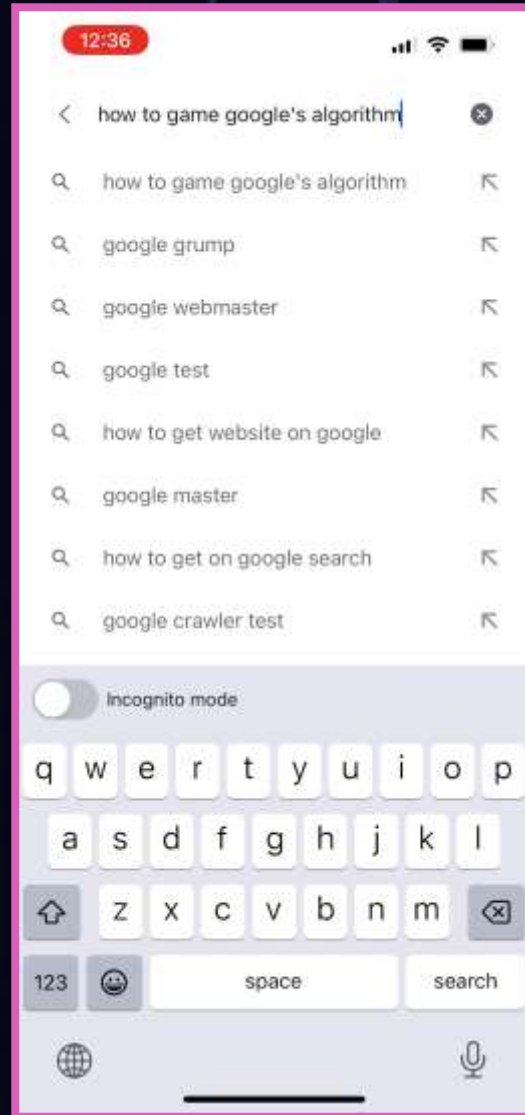 12:36
how to game google's algorithm
how to game google's algorithm
google grump
google webmaster
google test
how to get website on google
google master
how to get on google search
google crawler test
Incognito mode
q w e r t y u i o p
a s d f g h j k l
z x c v b n m
123 space search